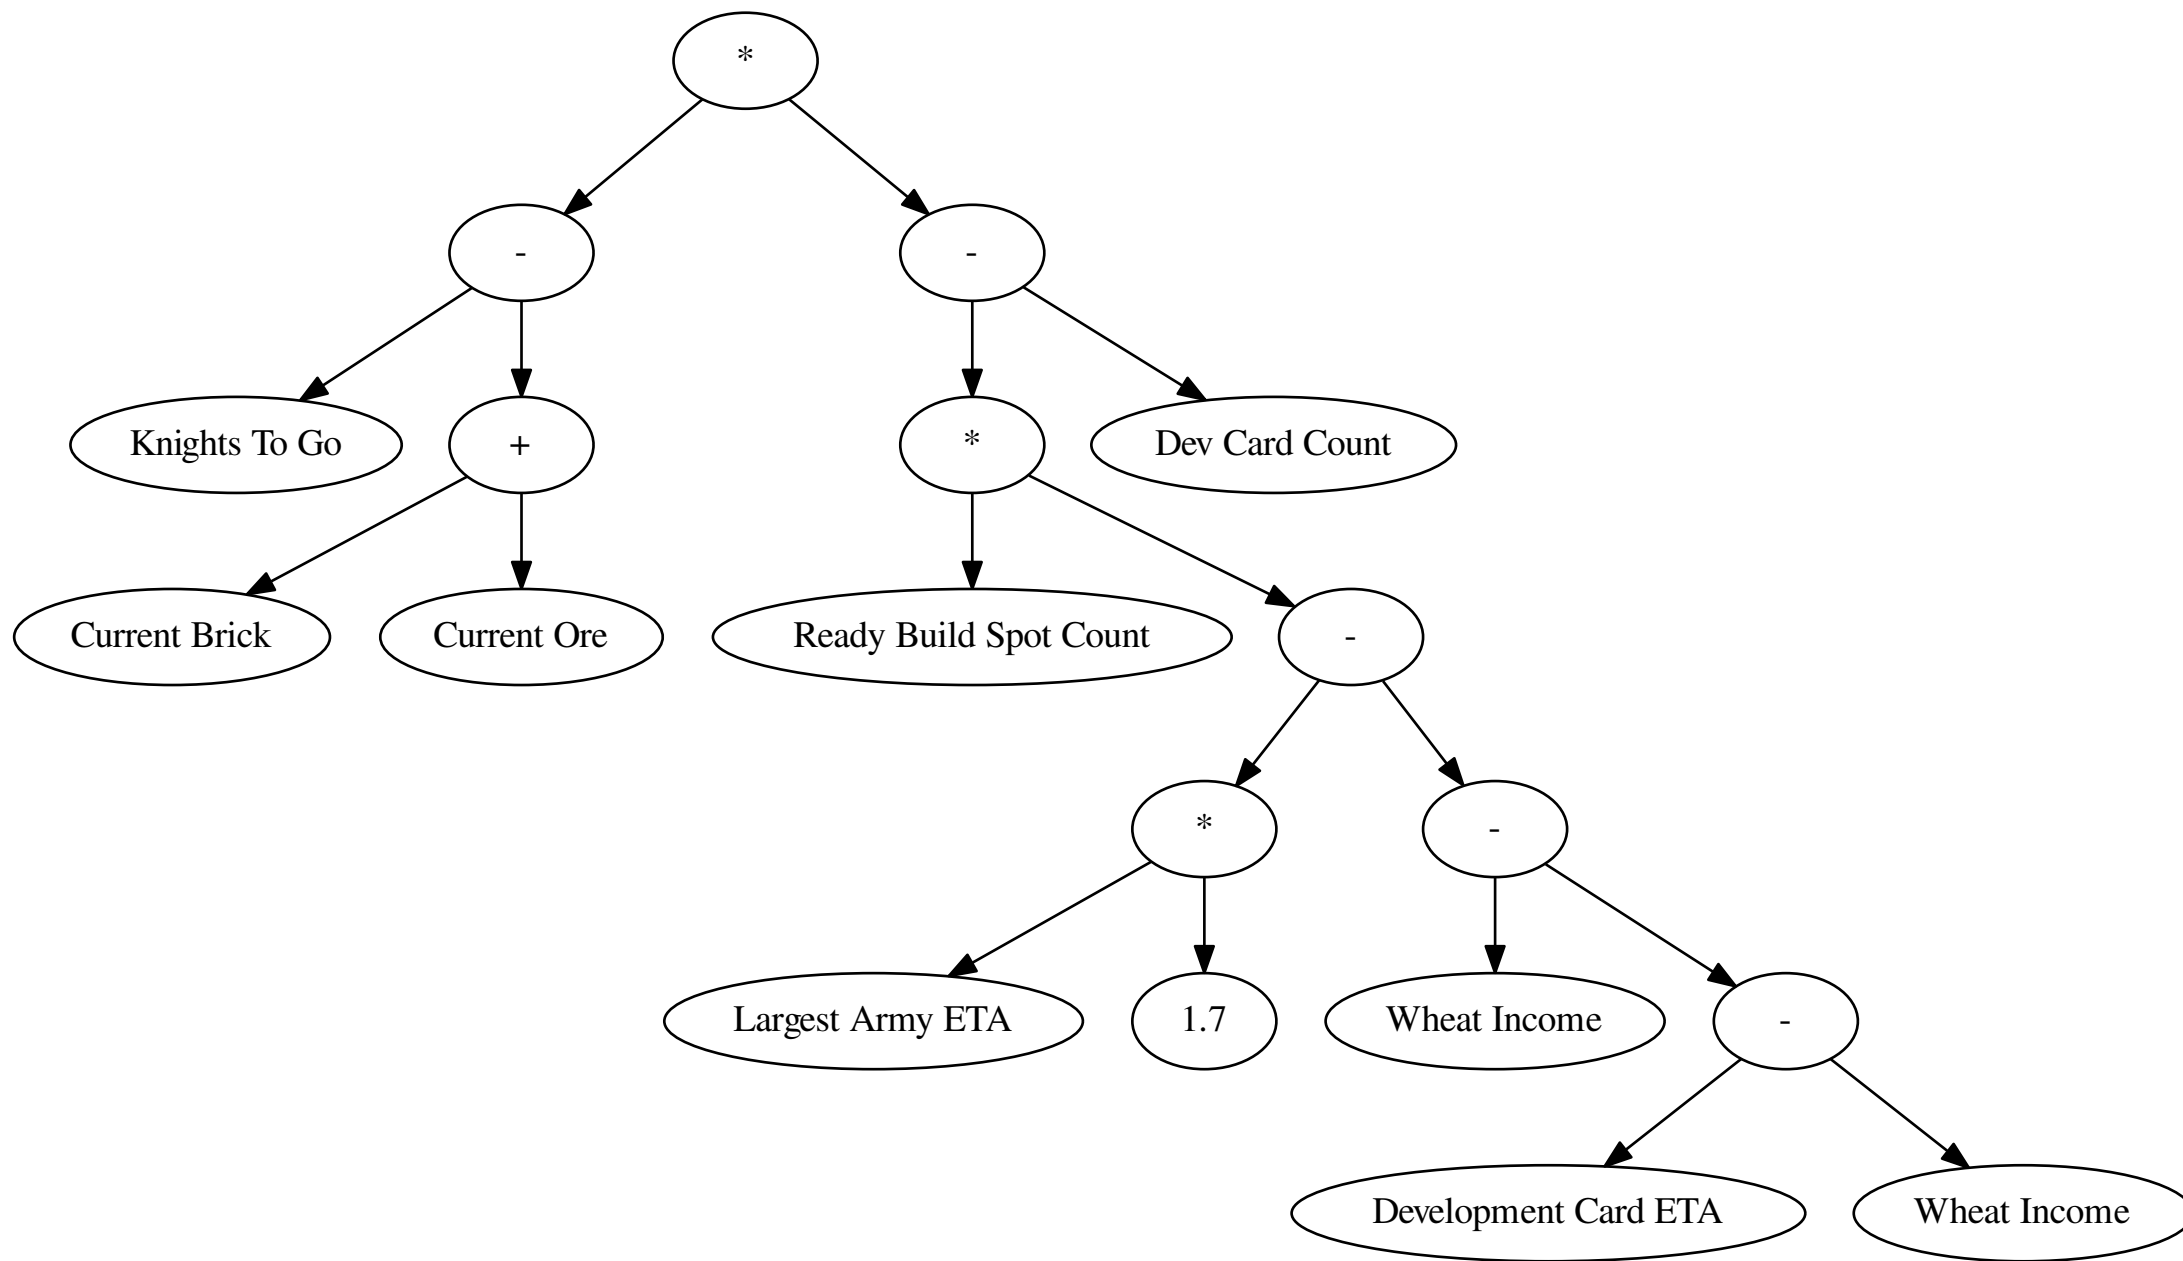 *
-
-
Knights To Go
+
*
Dev Card Count
Current Brick
Current Ore
Ready Build Spot Count
-
*
-
Largest Army ETA
1.7
Wheat Income
-
Development Card ETA
Wheat Income